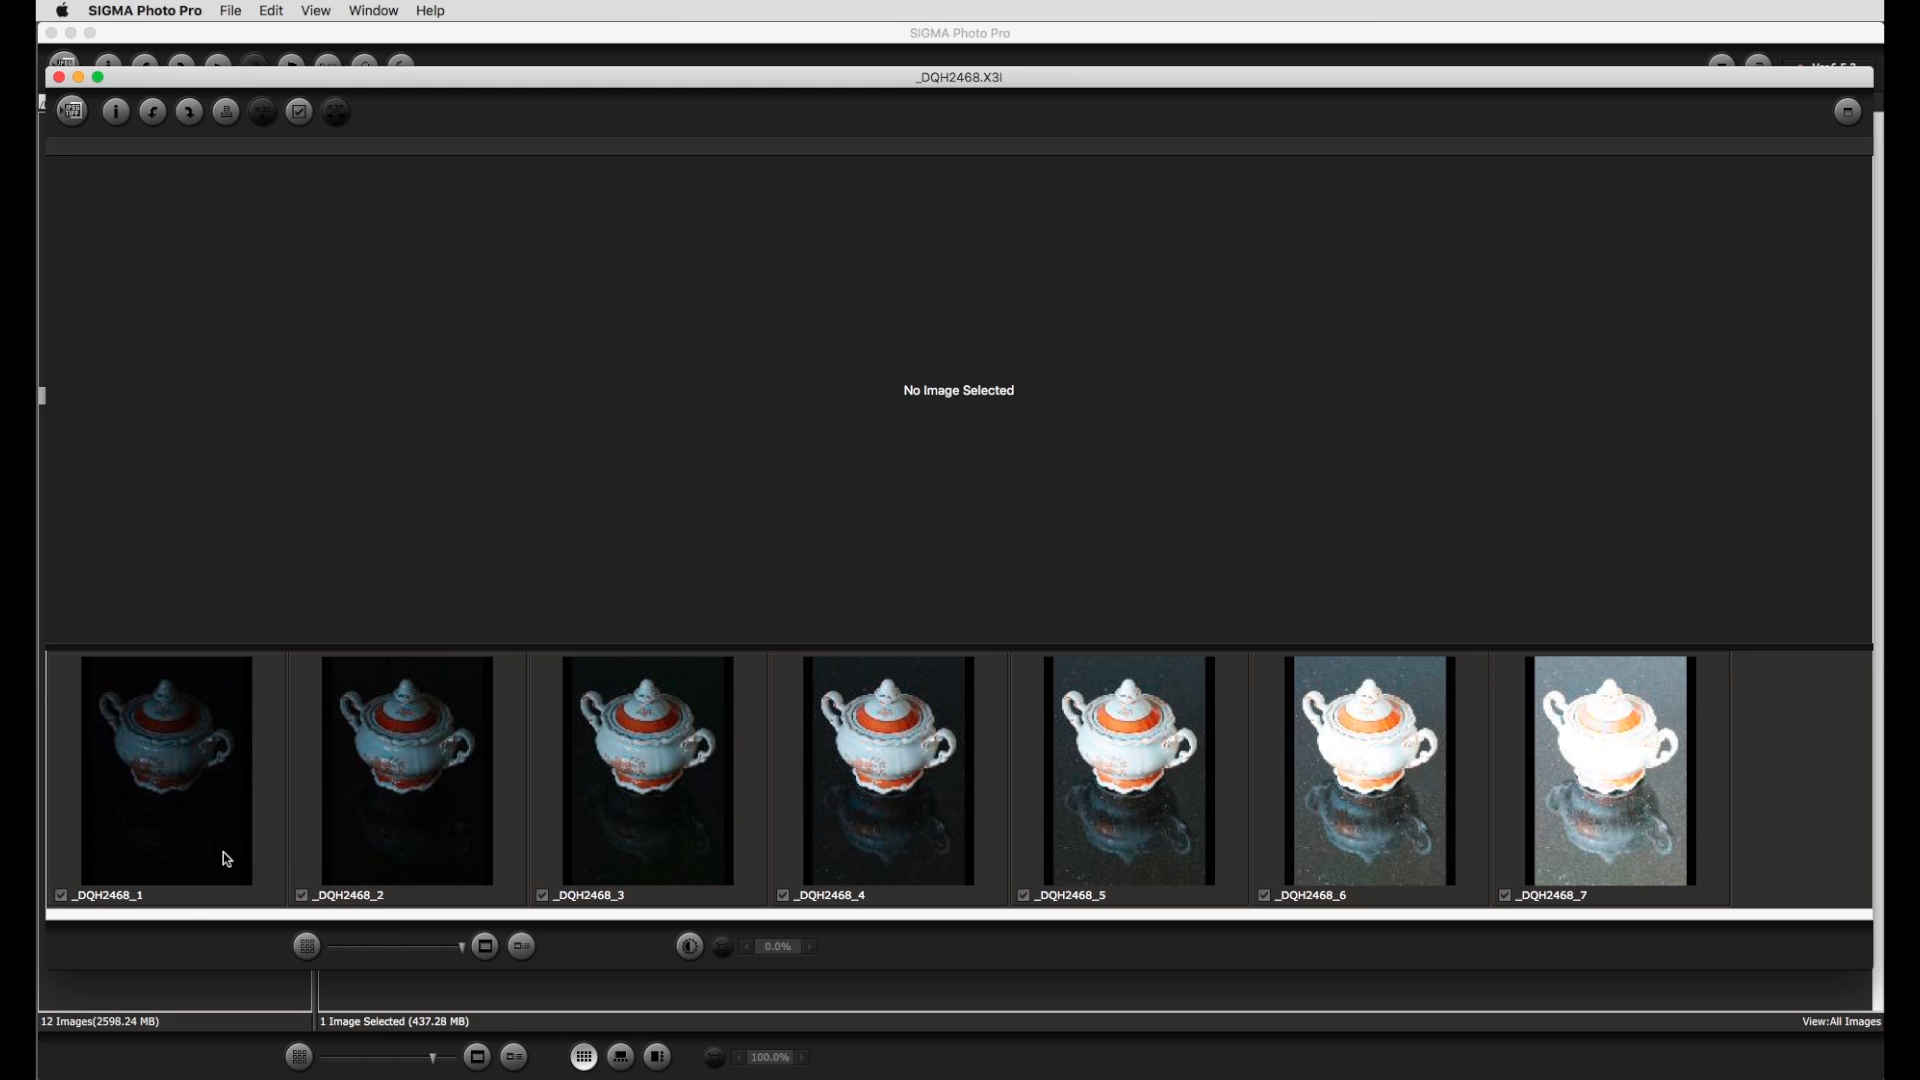 SIGMA Photo Pro File Edit View Window Help
SIGMA Photo Pro
_DQH2468.X3I
No Image Selected
_DQH2468_1
_DQH2468_2
_DQH2468_3
_DQH2468_4
_DQH2468_5
_DQH2468_6
_DQH2468_7
0.0%
12 Images(2598.24 MB)
1 Image Selected (437.28 MB)
View:All Images
100.0%